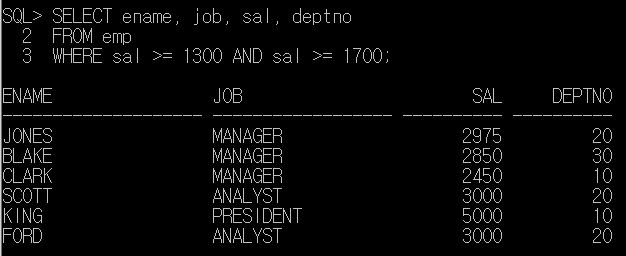 SQL> SELECT ename, job, sal, deptno
  2  FROM emp
  3  WHERE sal >= 1300 AND sal >= 1700;
ENAME                JOB                       SAL     DEPTNO
-------------------- ------------------ ---------- ----------
JONES                MANAGER                  2975         20
BLAKE                MANAGER                  2850         30
CLARK                MANAGER                  2450         10
SCOTT                ANALYST                  3000         20
KING                 PRESIDENT                5000         10
FORD                 ANALYST                  3000         20